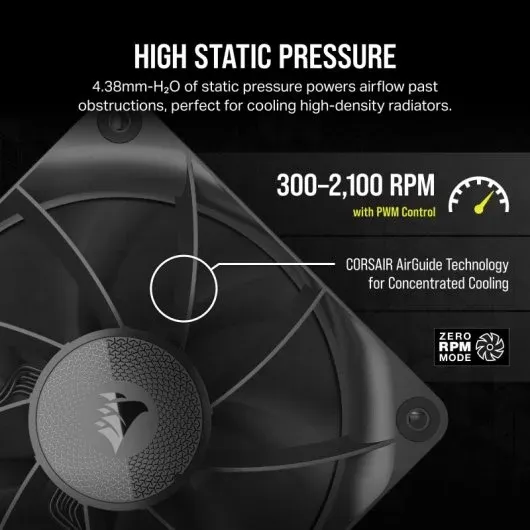 HIGH STATIC PRESSURE
4.38mm-H₂O of static pressure powers airflow past
obstructions, perfect for cooling high-density radiators.
300–2,100 RPM
with PWM Control
CORSAIR AirGuide Technology
for Concentrated Cooling
ZERO
RPM
MODE